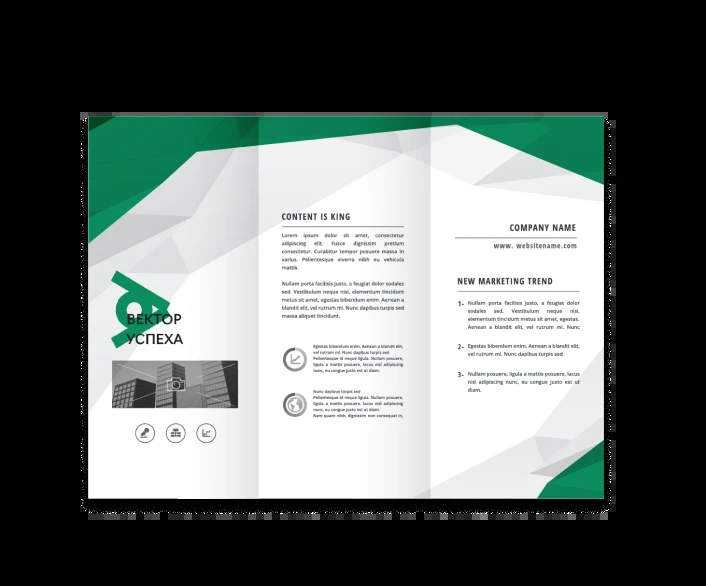 ВЕКТОР
УСПЕХА
CONTENT IS KING
Lorem ipsum dolor sit amet, consectetur
adipiscing elit. Fusce dignissim pretium
consectetur. Curabitur tempor posuere massa in
varius. Pellentesque viverra nibh eu vehicula
mattis.
Nullam porta facilisis justo, a feugiat dolor sodales
sed. Vestibulum neque nisi, elementum tincidunt
metus sit amet, egestas bibendum enim. Aenean a
blandit elit, vel rutrum mi. Nunc dapibus turpis sed
massa aliquet tincidunt.
Egestas bibendum enim. Aenean a blandit elit,
vel rutrum mi. Nunc dapibus turpis sed
Pellentesque id neque ligula. Nullam posuere,
ligula a mattis posuere, lacus nisl adipiscing
nunc, eu congue justo est ut diam.
Nunc dapibus turpis sed
Pellentesque id neque ligula. Nullam posuere,
ligula a mattis posuere, lacus nisl adipiscing
nunc, eu congue justo est ut diam.
Nam quam nibh, dignissim non consequat in,
COMPANY NAME
www.websitename.com
NEW MARKETING TREND
1- Nullam porta facilisis justo, a feugiat dolor
sodales sed. Vestibulum neque nisi,
elementum tincidunt metus sit amet, egestas.
Aenean a blandit elit, vel rutrum mi. Nunc
2- Egestas bibendum enim. Aenean a blandit elit,
vel rutrum mi. Nunc dapibus turpis sed
3- Nullam posuere, ligula a mattis posuere, lacus
nisl adipiscing nunc, eu congue justo est ut
diam.